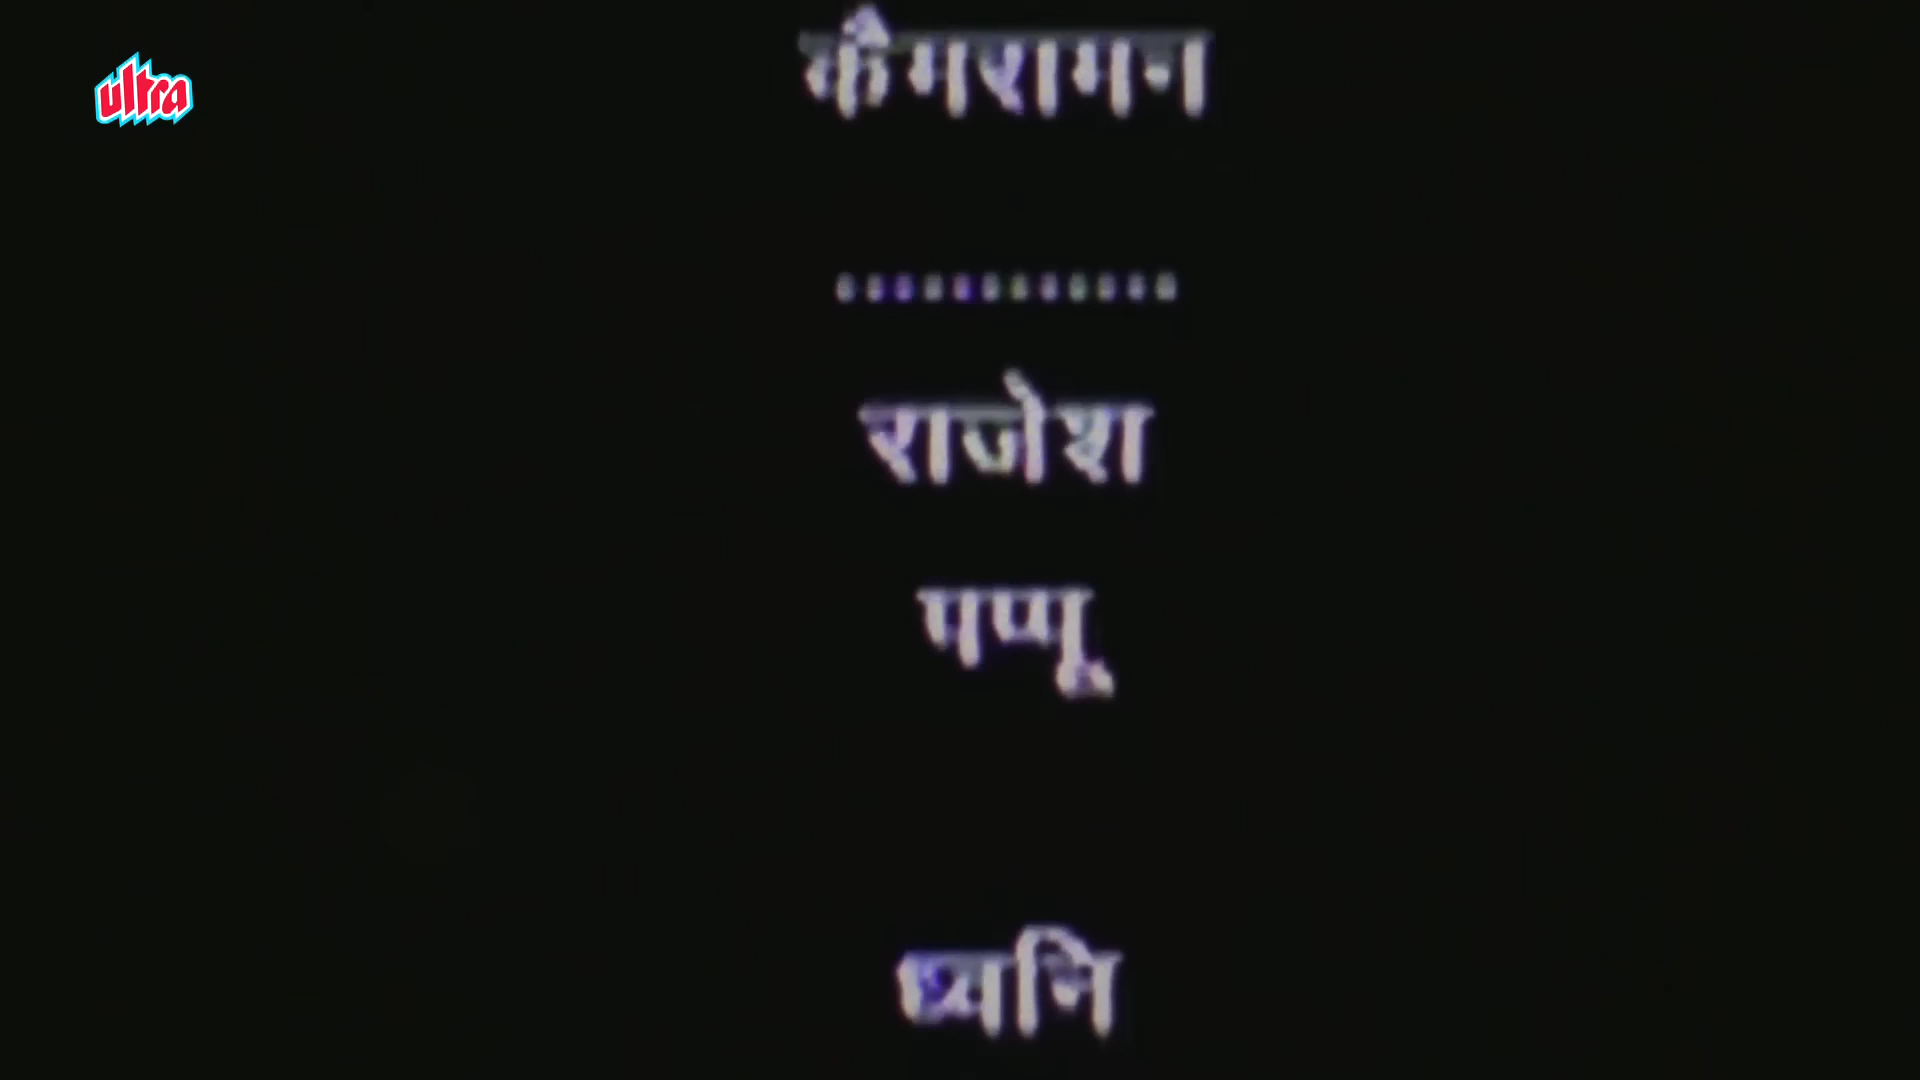 ultra
कैमरामन
............
राजेश
पप्पू
ध्वनि